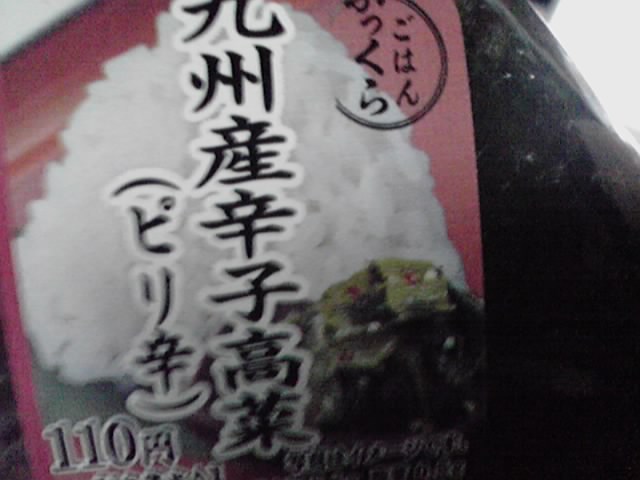 ごはん
ふっくら
九州産辛子高菜
(ピリ辛)
110円